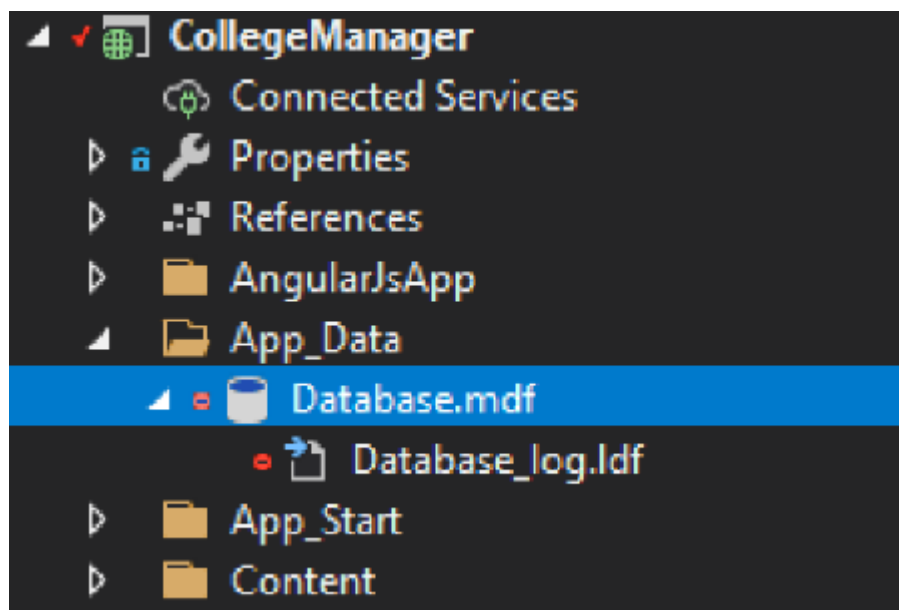 CollegeManager
Connected Services
Properties
References
AngularJsApp
App_Data
Database.mdf
Database_log.ldf
App_Start
Content